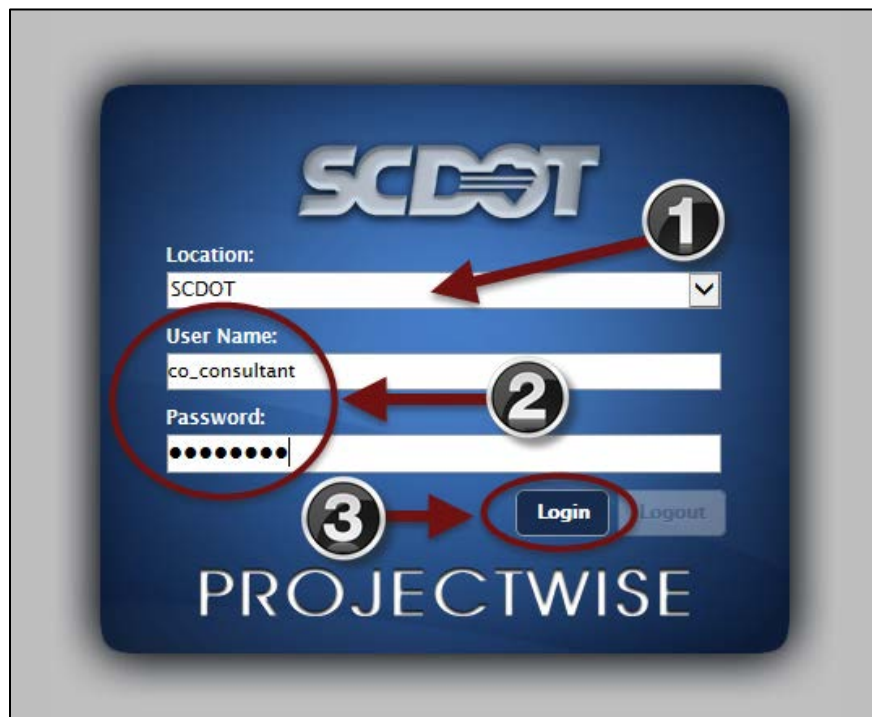 SCDOT
1
Location:
SCDOT
User Name:
co_consultant
2
Password:
●●●●●●●●
3
Login
Logout
PROJECTWISE